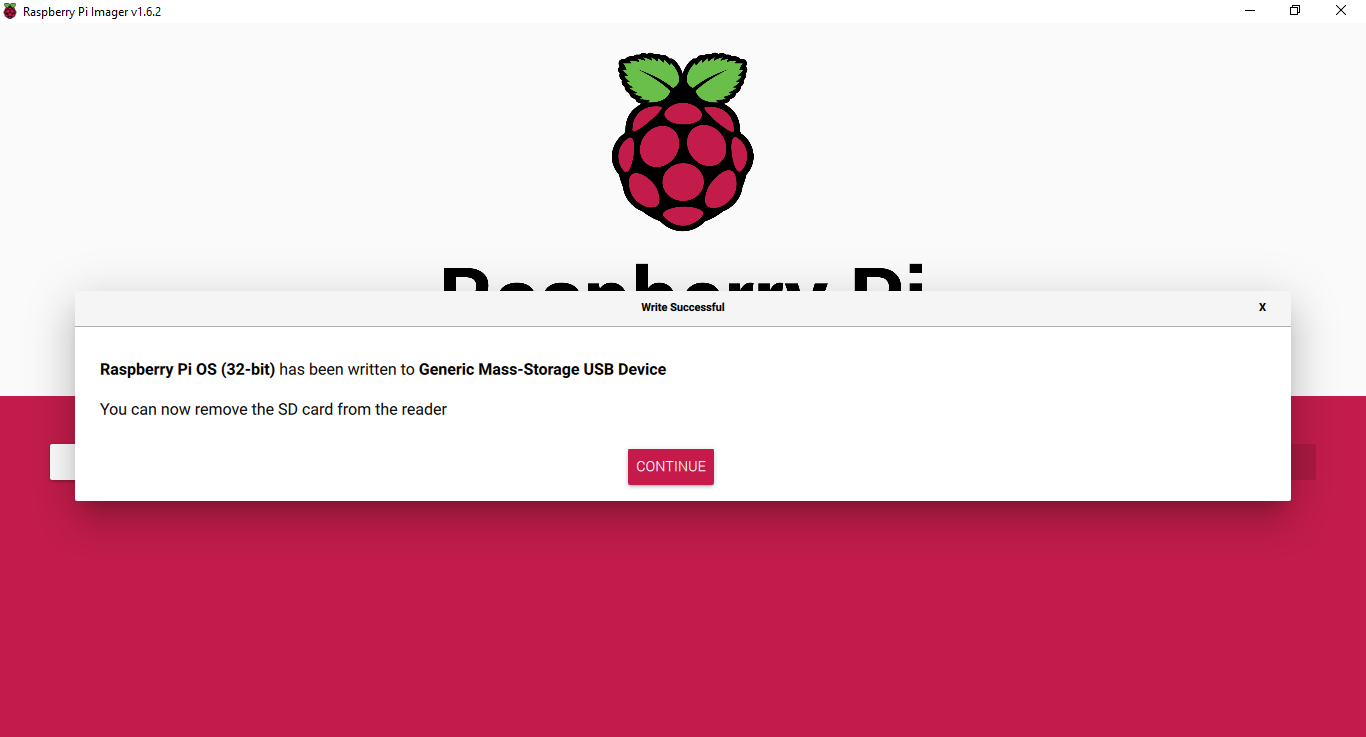 Raspberry Pi Imager v1.6.2
Raspberry Pi
Write Successful
X
Raspberry Pi OS (32-bit) has been written to Generic Mass-Storage USB Device
You can now remove the SD card from the reader
CONTINUE